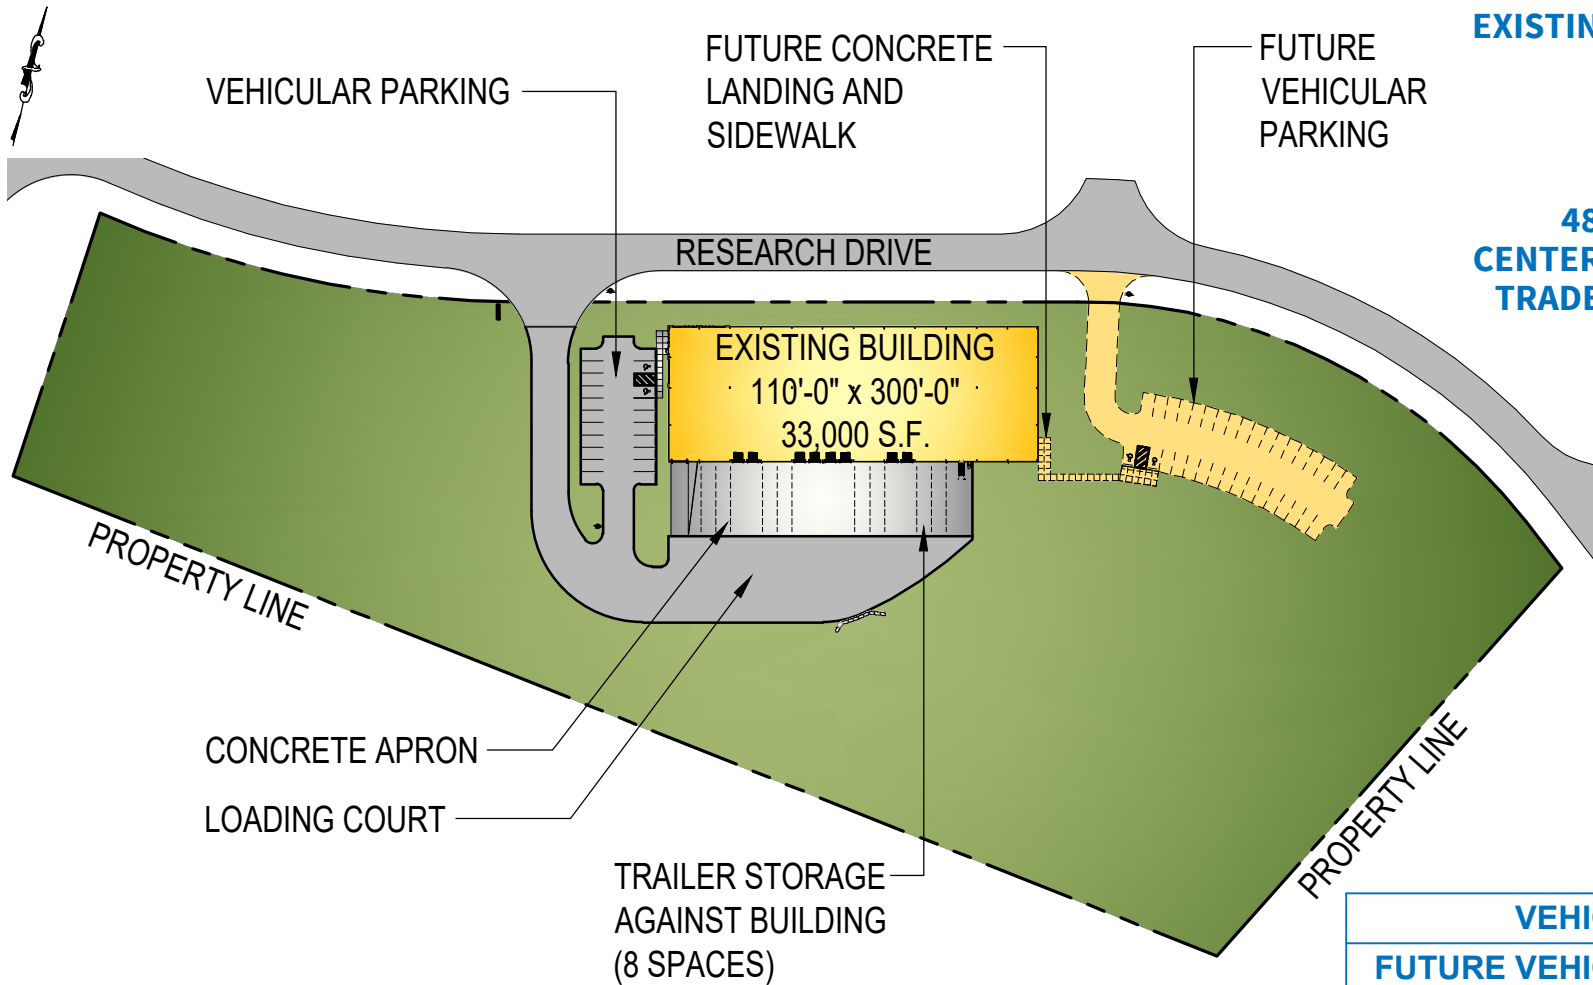 EXISTIN
FUTURE CONCRETE
LANDING AND
SIDEWALK
FUTURE
VEHICULAR
PARKING
VEHICULAR PARKING
48
CENTER
TRADE
RESEARCH DRIVE
EXISTING BUILDING
110'-0" x 300'-0"
33,000 S.F.
PROPERTY LINE
CONCRETE APRON
LOADING COURT
TRAILER STORAGE
AGAINST BUILDING
(8 SPACES)
PROPERTY LINE
VEHI
FUTURE VEHI